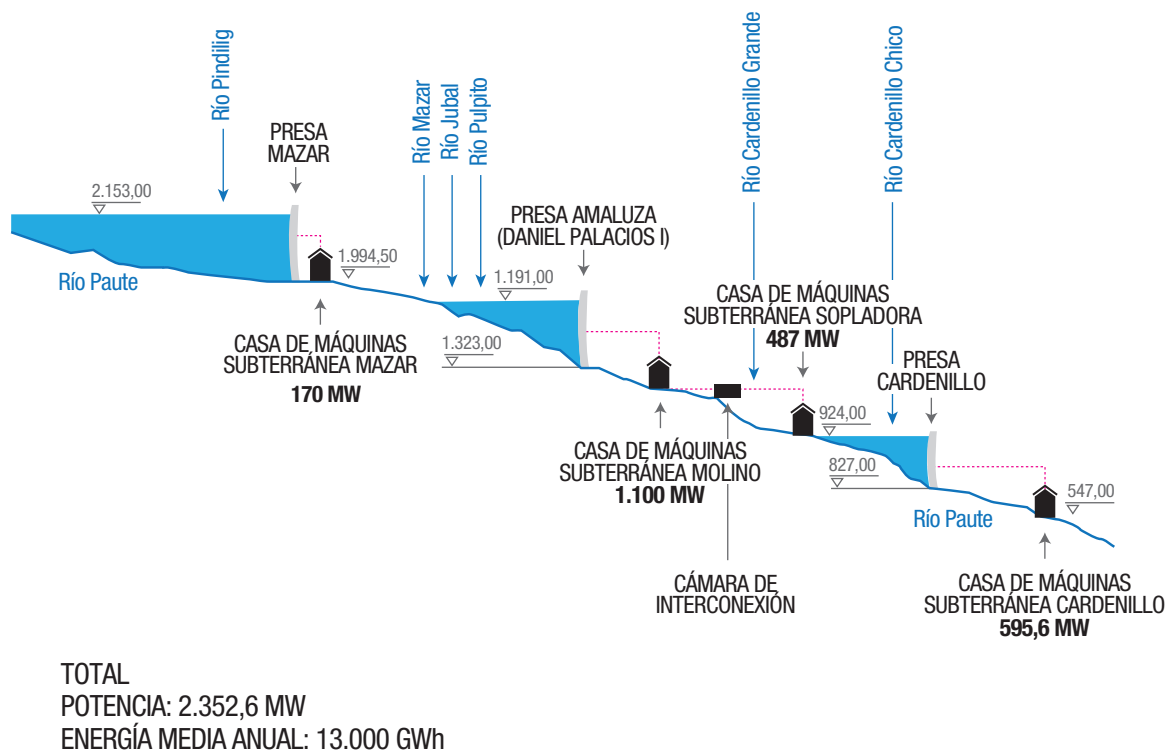 Río Pindilig
Río Mazar
Río Jubal
Río Pulpito
Río Cardenillo Grande
Río Cardenillo Chico
PRESA
MAZAR
2.153,00
PRESA AMALUZA
(DANIEL PALACIOS I)
1.994,50
Río Paute
1.191,00
CASA DE MÁQUINAS
SUBTERRÁNEA SOPLADORA
487 MW
CASA DE MÁQUINAS
SUBTERRÁNEA MAZAR
170 MW
1.323,00
PRESA
CARDENILLO
924,00
CASA DE MÁQUINAS
SUBTERRÁNEA MOLINO
1.100 MW
827,00
547,00
Río Paute
CÁMARA DE
INTERCONEXIÓN
CASA DE MÁQUINAS
SUBTERRÁNEA CARDENILLO
595,6 MW
TOTAL
POTENCIA: 2.352,6 MW
ENERGÍA MEDIA ANUAL: 13.000 GWh